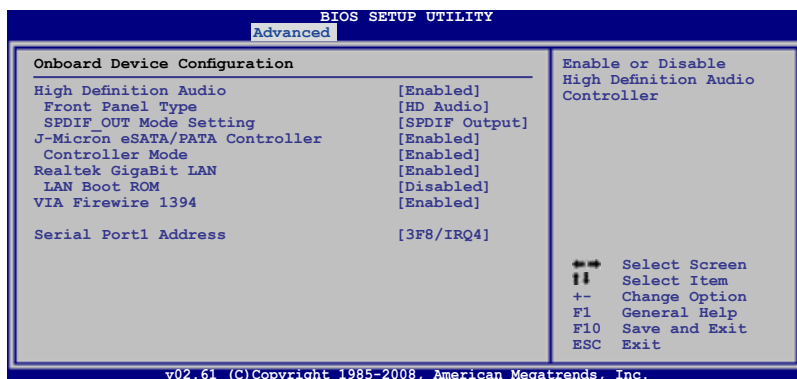 BIOS SETUP UTILITY
Advanced
Onboard Device Configuration
High Definition Audio [Enabled]
Front Panel Type [HD Audio]
SPDIF_OUT Mode Setting [SPDIF Output]
J-Micron eSATA/PATA Controller [Enabled]
Controller Mode [Enabled]
Realtek GigaBit LAN [Enabled]
LAN Boot ROM [Disabled]
VIA Firewire 1394 [Enabled]
Serial Port1 Address [3F8/IRQ4]
Enable or Disable
High Definition Audio
Controller
Select Screen
Select Item
+- Change Option
F1 General Help
F10 Save and Exit
ESC Exit
v02.61 (C)Copyright 1985-2008, American Megatrends, Inc.